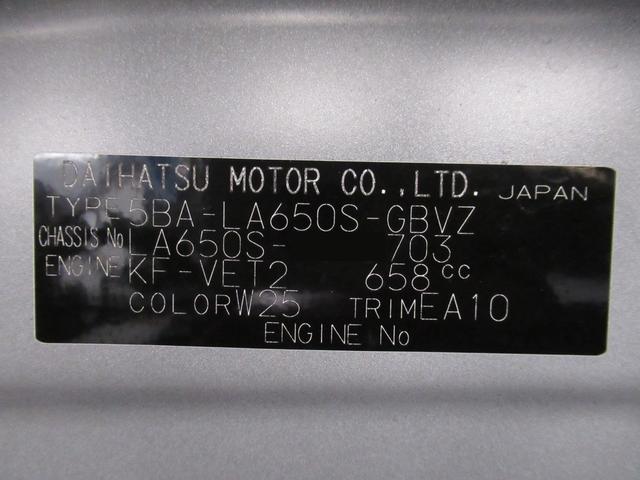 DAIHATSU MOTOR CO.,LTD. JAPAN
TYPE 5BA-LA650S-GBVZ
CHASSIS No LA650S- 703
ENGINE KF-VET2 658cc
COLOR W25 TRIM EA10
ENGINE No